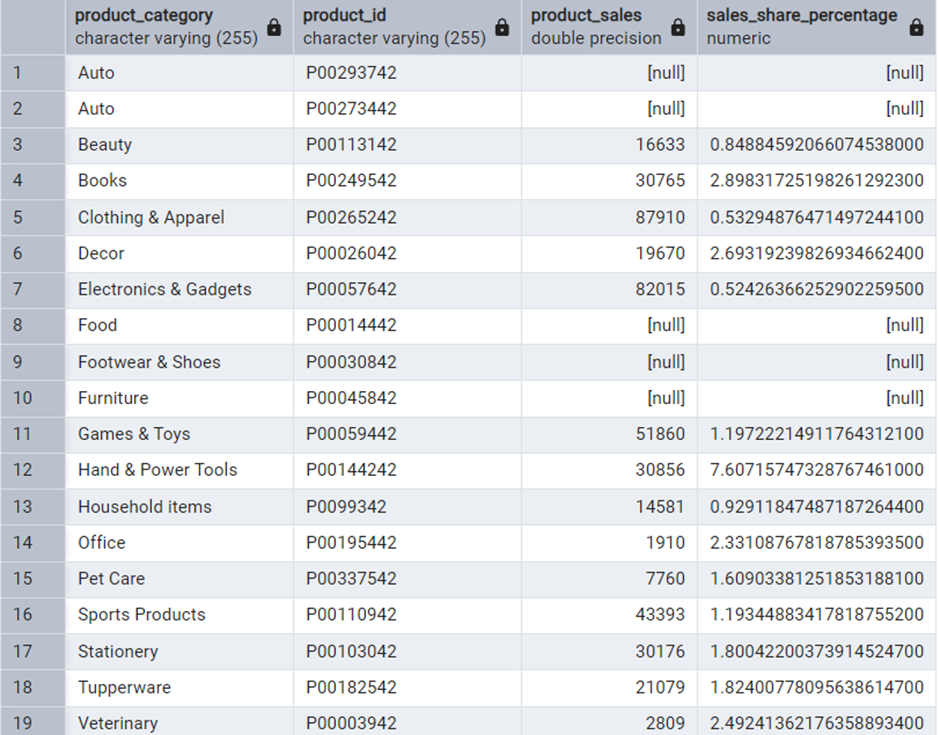 product_category product_id product_sales sales_share_percentage
character varying (255) character varying (255) double precision numeric
1 Auto P00293742 [null] [null]
2 Auto P00273442 [null] [null]
3 Beauty P00113142 16633 0.84884592066074538000
4 Books P00249542 30765 2.89831725198261292300
5 Clothing & Apparel P00265242 87910 0.53294876471497244100
6 Decor P00026042 19670 2.69319239826934662400
7 Electronics & Gadgets P00057642 82015 0.52426366252902259500
8 Food P00014442 [null] [null]
9 Footwear & Shoes P00030842 [null] [null]
10 Furniture P00045842 [null] [null]
11 Games & Toys P00059442 51860 1.19722214911764312100
12 Hand & Power Tools P00144242 30856 7.60715747328767461000
13 Household items P0099342 14581 0.92911847487187264400
14 Office P00195442 1910 2.33108767818785393500
15 Pet Care P00337542 7760 1.60903381251853188100
16 Sports Products P00110942 43393 1.19344883417818755200
17 Stationery P00103042 30176 1.80042200373914524700
18 Tupperware P00182542 21079 1.82400778095638614700
19 Veterinary P00003942 2809 2.49241362176358893400